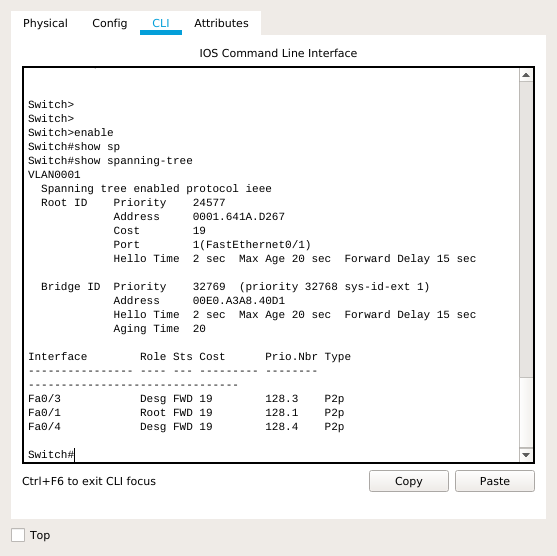 Physical Config CLI Attributes
IOS Command Line Interface
Switch>
Switch>
Switch>enable
Switch#show sp
Switch#show spanning-tree
VLAN0001
  Spanning tree enabled protocol ieee
  Root ID    Priority    24577
             Address     0001.641A.D267
             Cost        19
             Port        1(FastEthernet0/1)
             Hello Time  2 sec  Max Age 20 sec  Forward Delay 15 sec

  Bridge ID  Priority    32769  (priority 32768 sys-id-ext 1)
             Address     00E0.A3A8.40D1
             Hello Time  2 sec  Max Age 20 sec  Forward Delay 15 sec
             Aging Time  20

Interface        Role Sts Cost      Prio.Nbr Type
---------------- ---- --- --------- --------
--------------------------------
Fa0/3            Desg FWD 19        128.3    P2p
Fa0/1            Root FWD 19        128.1    P2p
Fa0/4            Desg FWD 19        128.4    P2p

Switch#
Ctrl+F6 to exit CLI focus Copy Paste
Top